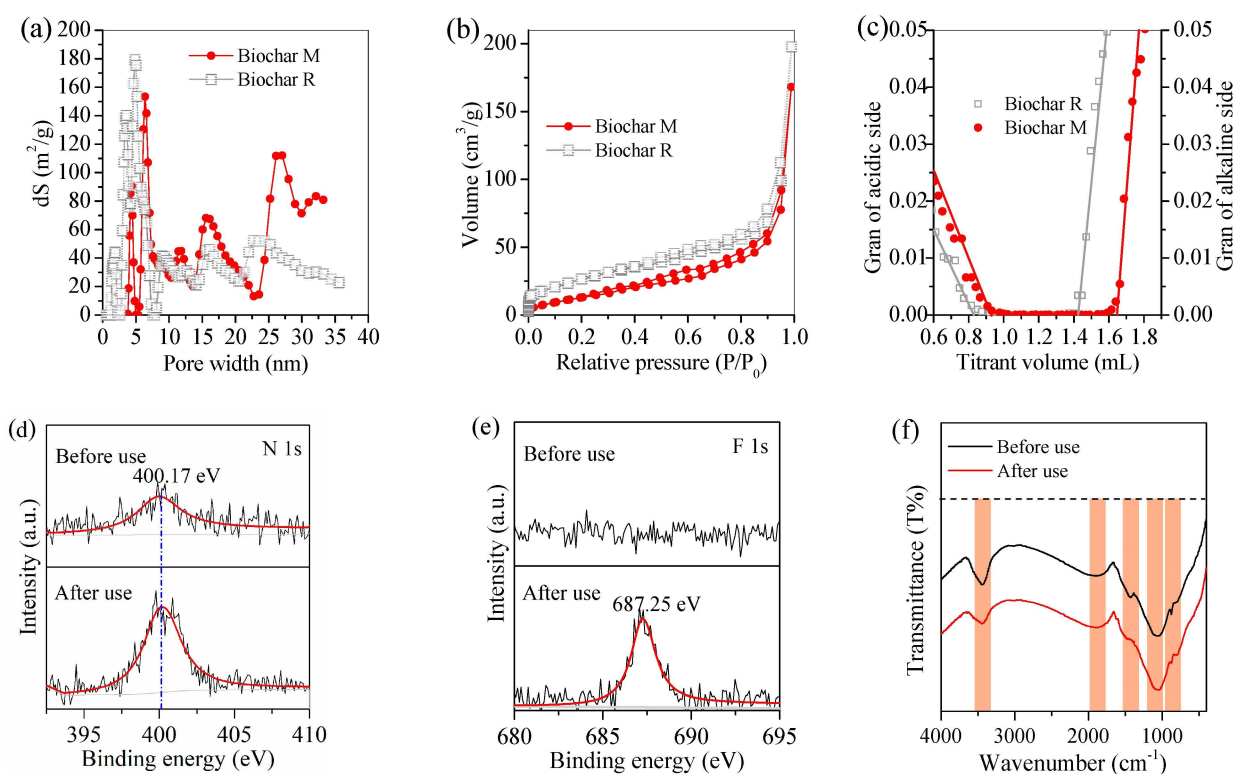 (a)
200
180
160
140
120
100
80
60
40
20
0
dS (m²/g)
Biochar M
Biochar R
0 5 10 15 20 25 30 35 40
Pore width (nm)
(b)
200
150
100
50
0
Volume (cm³/g)
Biochar M
Biochar R
0.0 0.2 0.4 0.6 0.8 1.0
Relative pressure (P/P₀)
(c)
0.05
0.04
0.03
0.02
0.01
0.00
Gran of acidic side
Biochar R
Biochar M
0.05
0.04
0.03
0.02
0.01
0.00
Gran of alkaline side
0.6 0.8 1.0 1.2 1.4 1.6 1.8
Titrant volume (mL)
(d)
Before use
N 1s
400.17 eV
After use
Intensity (a.u.)
395 400 405 410
Binding energy (eV)
(e)
Before use
F 1s
After use
687.25 eV
Intensity (a.u.)
680 685 690 695
Binding energy (eV)
(f)
Before use
After use
Transmittance (T%)
4000 3000 2000 1000
Wavenumber (cm⁻¹)